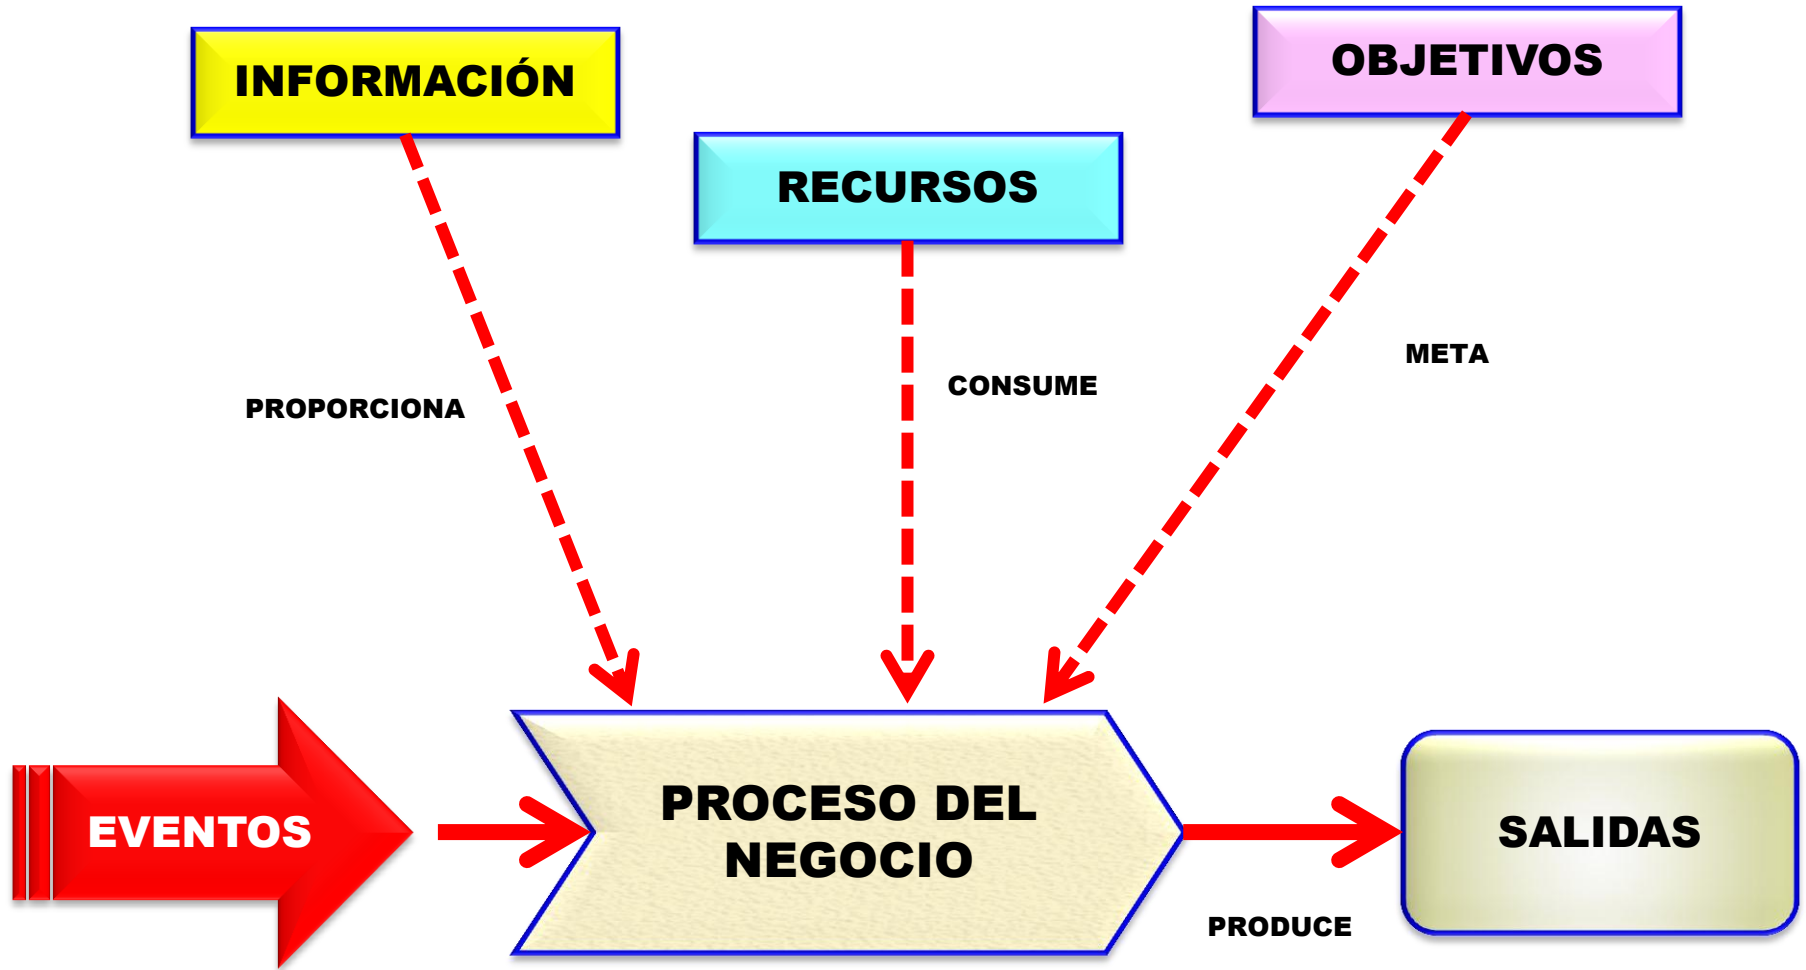 OBJETIVOS
INFORMACIÓN
RECURSOS
META
CONSUME
PROPORCIONA
EVENTOS
PROCESO DEL
NEGOCIO
SALIDAS
PRODUCE